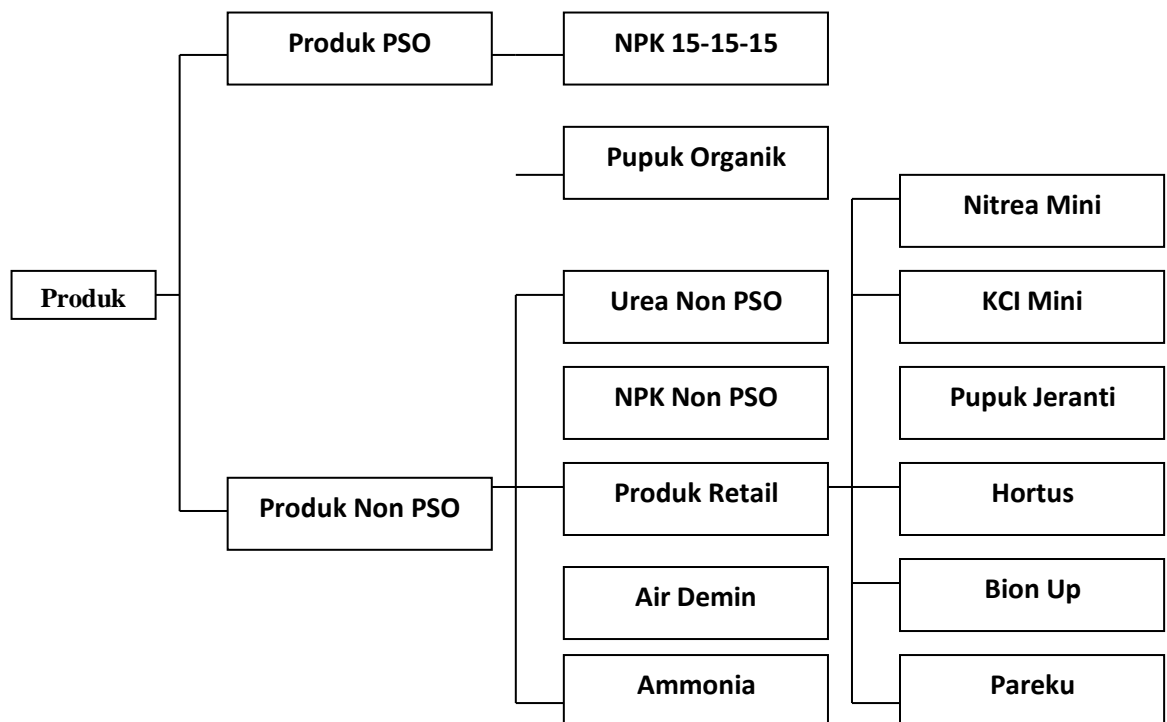 Produk PSO
NPK 15-15-15
Pupuk Organik
Nitrea Mini
Produk
Urea Non PSO
KCI Mini
NPK Non PSO
Pupuk Jeranti
Produk Non PSO
Produk Retail
Hortus
Air Demin
Bion Up
Ammonia
Pareku